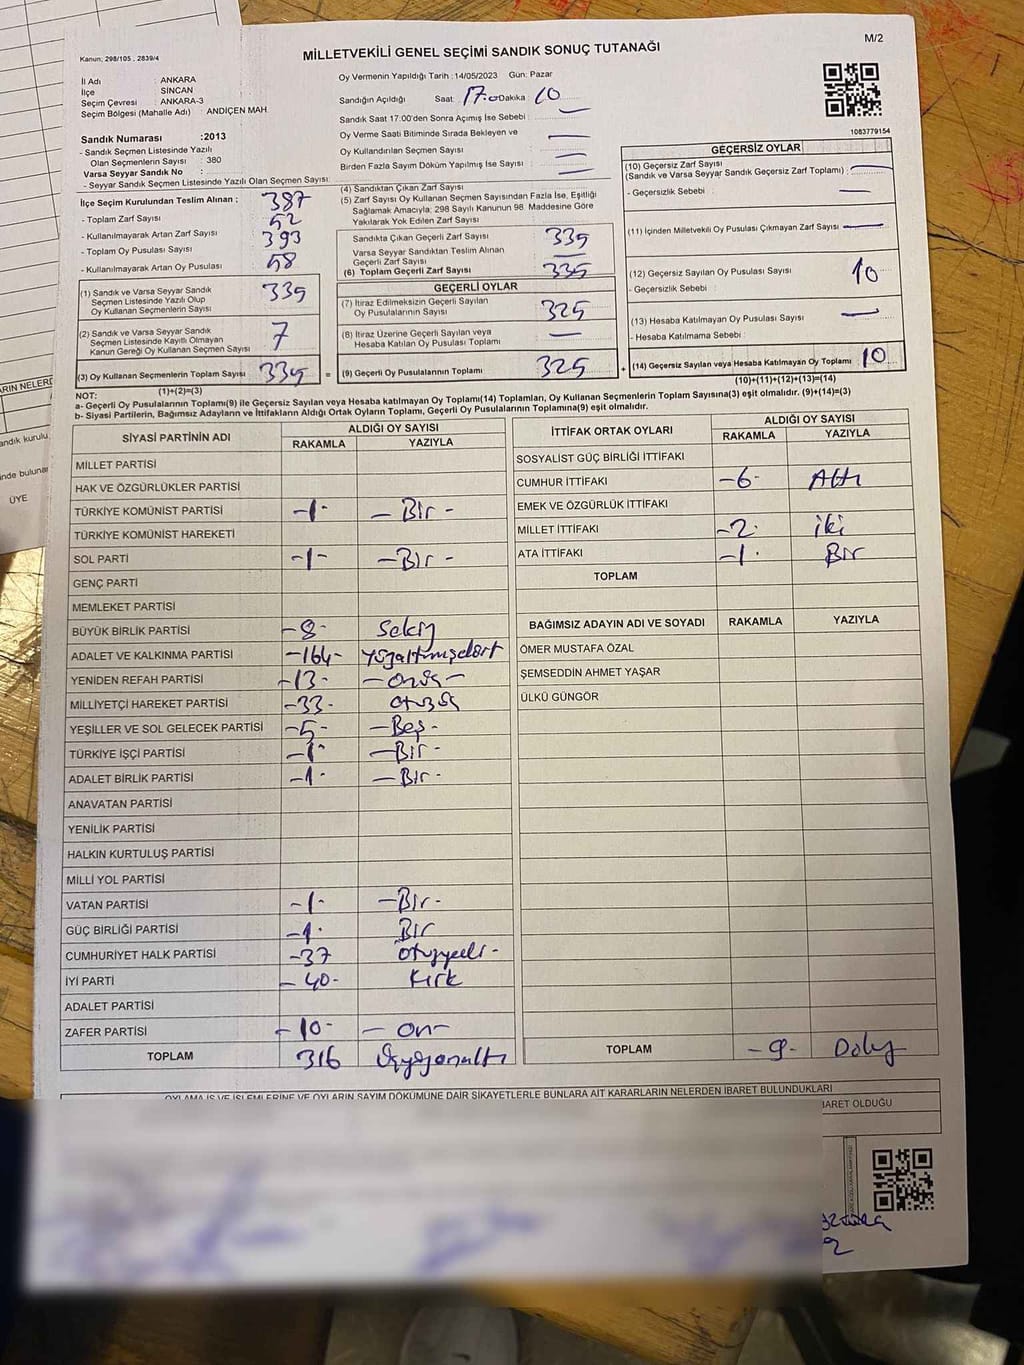 M/2
MİLLETVEKİLİ GENEL SEÇİMİ SANDIK SONUÇ TUTANAĞI
Kanun: 298/105, 2839/4
İl Adı : ANKARA
İlçe : SİNCAN
Seçim Çevresi : ANKARA-3
Seçim Bölgesi (Mahalle Adı) : ANDİÇEN MAH.
Sandık Numarası :2013
- Sandık Seçmen Listesinde Yazılı
Olan Seçmenlerin Sayısı : 380
Varsa Seyyar Sandık No :
- Seyyar Sandık Seçmen Listesinde Yazılı Olan Seçmen Sayısı:
Oy Vermenin Yapıldığı Tarih : 14/05/2023 Gün: Pazar
Sandığın Açıldığı Saat : 17.0 Dakika : 10
Sandık Saat 17:00'den Sonra Açımış İse Sebebi : —
Oy Verme Saati Bitiminde Sırada Bekleyen ve
Oy Kullandırılan Seçmen Sayısı : —
Birden Fazla Sayım Döküm Yapılmış İse Sayısı : —
1083779154
İlçe Seçim Kurulundan Teslim Alınan :
- Toplam Zarf Sayısı 387
- Kullanılmayarak Artan Zarf Sayısı 52
- Toplam Oy Pusulası Sayısı 393
- Kullanılmayarak Artan Oy Pusulası 58
(1) Sandık ve Varsa Seyyar Sandık
Seçmen Listesinde Yazılı Olup
Oy Kullanan Seçmenlerin Sayısı 335
(2) Sandık ve Varsa Seyyar Sandık
Seçmen Listesinde Kayıtlı Olmayan
Kanun Gereği Oy Kullanan Seçmen Sayısı 7
(3) Oy Kullanan Seçmenlerin Toplam Sayısı 335 =
(1)+(2)=(3)
(4) Sandıktan Çıkan Zarf Sayısı
(5) Zarf Sayısı Oy Kullanan Seçmen Sayısından Fazla İse, Eşitliği
Sağlamak Amacıyla; 298 Sayılı Kanunun 98. Maddesine Göre
Yakılarak Yok Edilen Zarf Sayısı
Sandıkta Çıkan Geçerli Zarf Sayısı 335
Varsa Seyyar Sandıktan Teslim Alınan
Geçerli Zarf Sayısı —
(6) Toplam Geçerli Zarf Sayısı 335
GEÇERLİ OYLAR
(7) İtiraz Edilmeksizin Geçerli Sayılan
Oy Pusulalarının Sayısı 325
(8) İtiraz Üzerine Geçerli Sayılan veya
Hesaba Katılan Oy Pusulası Toplamı —
(9) Geçerli Oy Pusulalarının Toplamı 325 +
GEÇERSİZ OYLAR
(10) Geçersiz Zarf Sayısı
(Sandık ve Varsa Seyyar Sandık Geçersiz Zarf Toplamı) : —
- Geçersizlik Sebebi : —
(11) İçinden Milletvekili Oy Pusulası Çıkmayan Zarf Sayısı —
(12) Geçersiz Sayılan Oy Pusulası Sayısı 10
- Geçersizlik Sebebi :
(13) Hesaba Katılmayan Oy Pusulası Sayısı —
- Hesaba Katılmama Sebebi :
(14) Geçersiz Sayılan veya Hesaba Katılmayan Oy Toplamı 10
(10)+(11)+(12)+(13)=(14)
NOT:
a- Geçerli Oy Pusulalarının Toplamı(9) ile Geçersiz Sayılan veya Hesaba katılmayan Oy Toplamı(14) Toplamları, Oy Kullanan Seçmenlerin Toplam Sayısına(3) eşit olmalıdır. (9)+(14)=(3)
b- Siyasi Partilerin, Bağımsız Adayların ve İttifakların Aldığı Ortak Oyların Toplamı, Geçerli Oy Pusulalarının Toplamına(9) eşit olmalıdır.
SİYASİ PARTİNİN ADI ALDIĞI OY SAYISI
RAKAMLA YAZIYLA
MİLLET PARTİSİ
HAK VE ÖZGÜRLÜKLER PARTİSİ
TÜRKİYE KOMÜNİST PARTİSİ -1- - Bir -
TÜRKİYE KOMÜNİST HAREKETİ
SOL PARTİ -1- - Bir -
GENÇ PARTİ
MEMLEKET PARTİSİ
BÜYÜK BİRLİK PARTİSİ -8- Sekiz
ADALET VE KALKINMA PARTİSİ -164- yüzaltmışdört
YENİDEN REFAH PARTİSİ -13- - onüç -
MİLLİYETÇİ HAREKET PARTİSİ -33- otuzüç
YEŞİLLER VE SOL GELECEK PARTİSİ -5- - Beş -
TÜRKİYE İŞÇİ PARTİSİ -1- - Bir -
ADALET BİRLİK PARTİSİ -1- - Bir -
ANAVATAN PARTİSİ
YENİLİK PARTİSİ
HALKIN KURTULUŞ PARTİSİ
MİLLİ YOL PARTİSİ
VATAN PARTİSİ -1- - Bir -
GÜÇ BİRLİĞİ PARTİSİ -1- Bir
CUMHURİYET HALK PARTİSİ -37 otuzyedi -
İYİ PARTİ - 40- Kırk
ADALET PARTİSİ
ZAFER PARTİSİ - 10- - on -
TOPLAM 316 Üçyüzonaltı
İTTİFAK ORTAK OYLARI ALDIĞI OY SAYISI
RAKAMLA YAZIYLA
SOSYALİST GÜÇ BİRLİĞİ İTTİFAKI
CUMHUR İTTİFAKI -6- Altı
EMEK VE ÖZGÜRLÜK İTTİFAKI
MİLLET İTTİFAKI -2- iki
ATA İTTİFAKI -1- Bir
TOPLAM
BAĞIMSIZ ADAYIN ADI VE SOYADI RAKAMLA YAZIYLA
ÖMER MUSTAFA ÖZAL
ŞEMSEDDİN AHMET YAŞAR
ÜLKÜ GÜNGÖR
TOPLAM -9- Dokuz
OYLAMA İŞ VE İŞLEMLERİNE VE OYLARIN SAYIM DÖKÜMÜNE DAİR ŞİKAYETLERLE BUNLARA AİT KARARLARIN NELERDEN İBARET BULUNDUKLARI
İBARET OLDUĞU
ARIN NELERD
andık kurulu
inde bulunan
ÜYE